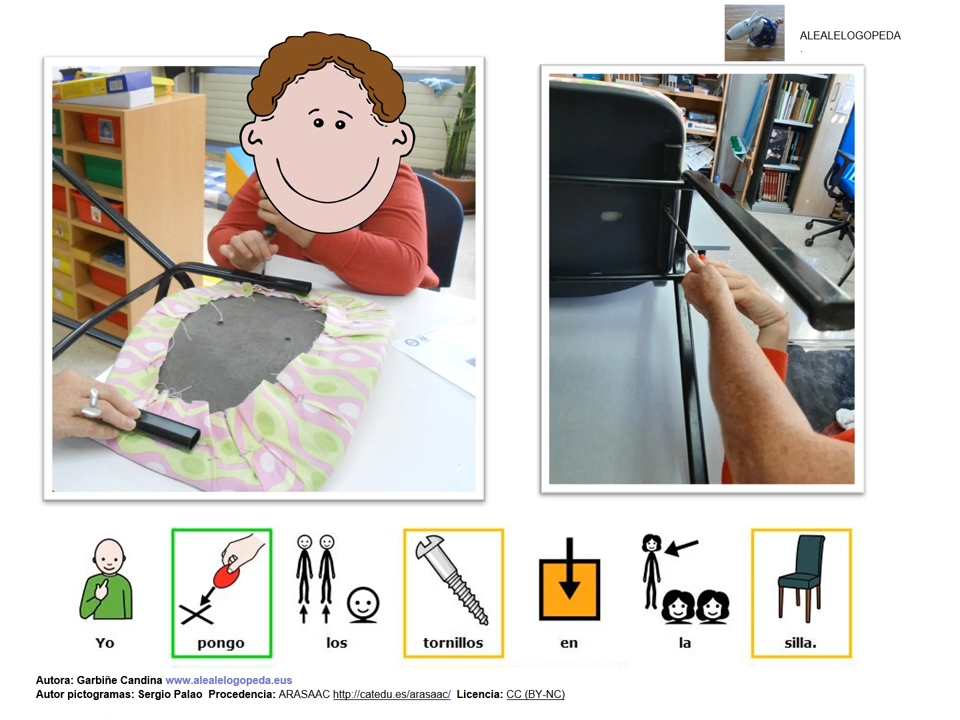 ALEALELOGOPEDA
.
Yo pongo los tornillos en la silla.
Autora: Garbiñe Candina www.alealelogopeda.eus
Autor pictogramas: Sergio Palao Procedencia: ARASAAC http://catedu.es/arasaac/ Licencia: CC (BY-NC)